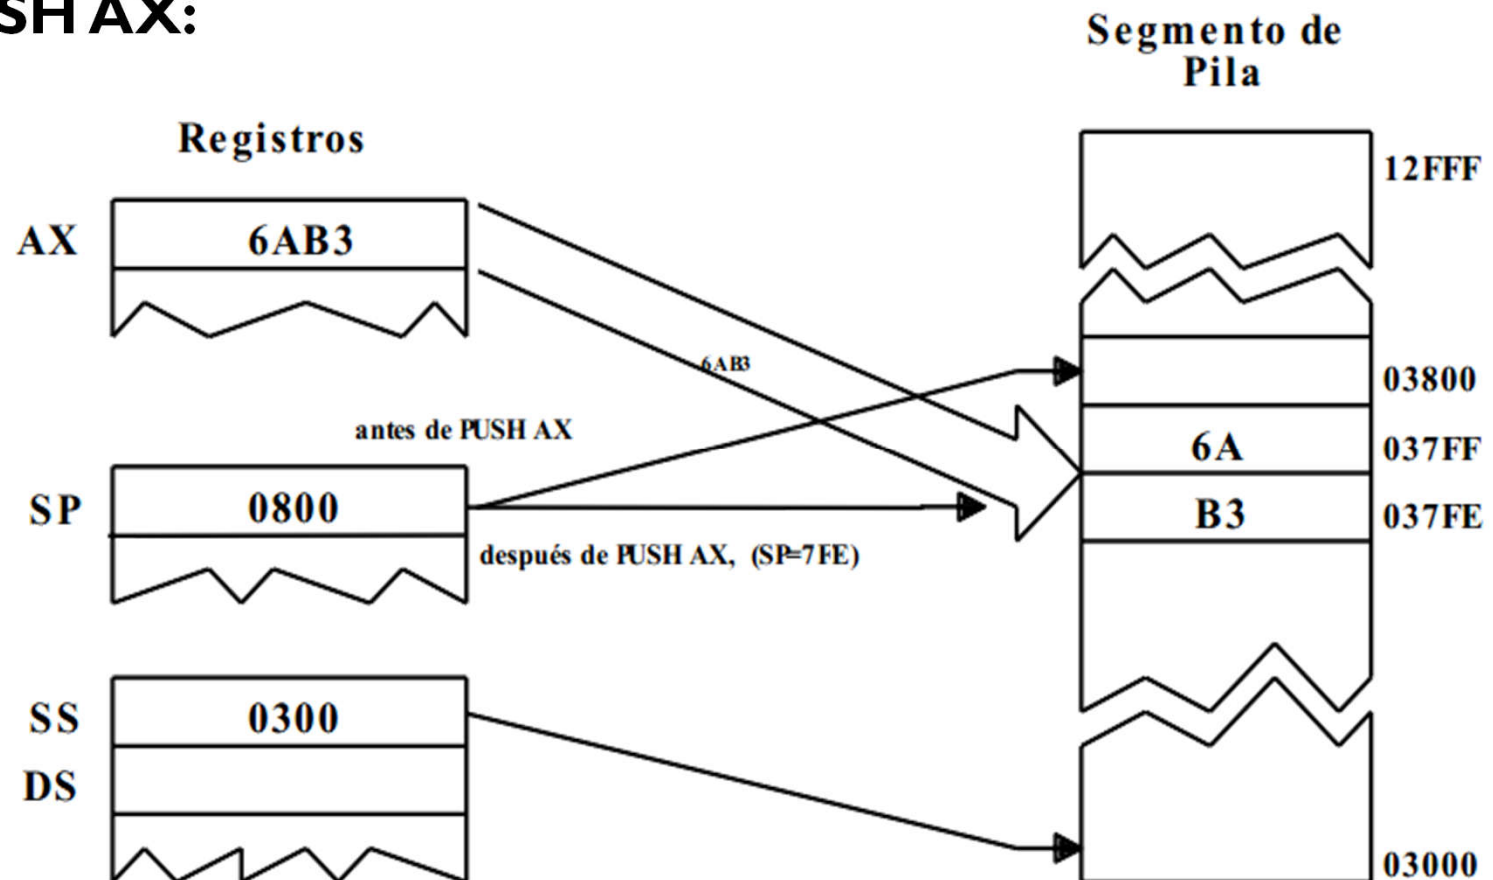 SH AX:
Segmento de
Pila
Registros
12FFF
AX 6AB3
6AB3
03800
antes de PUSH AX
6A 037FF
SP 0800
B3 037FE
después de PUSH AX, (SP=7FE)
SS 0300
DS
03000